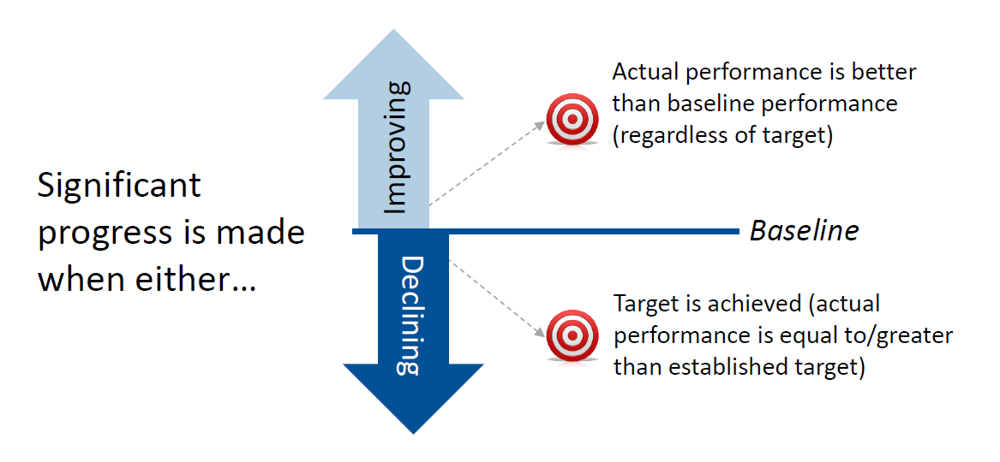 Significant
progress is made
when either…
Improving
Actual performance is better
than baseline performance
(regardless of target)
Baseline
Declining
Target is achieved (actual
performance is equal to/greater
than established target)